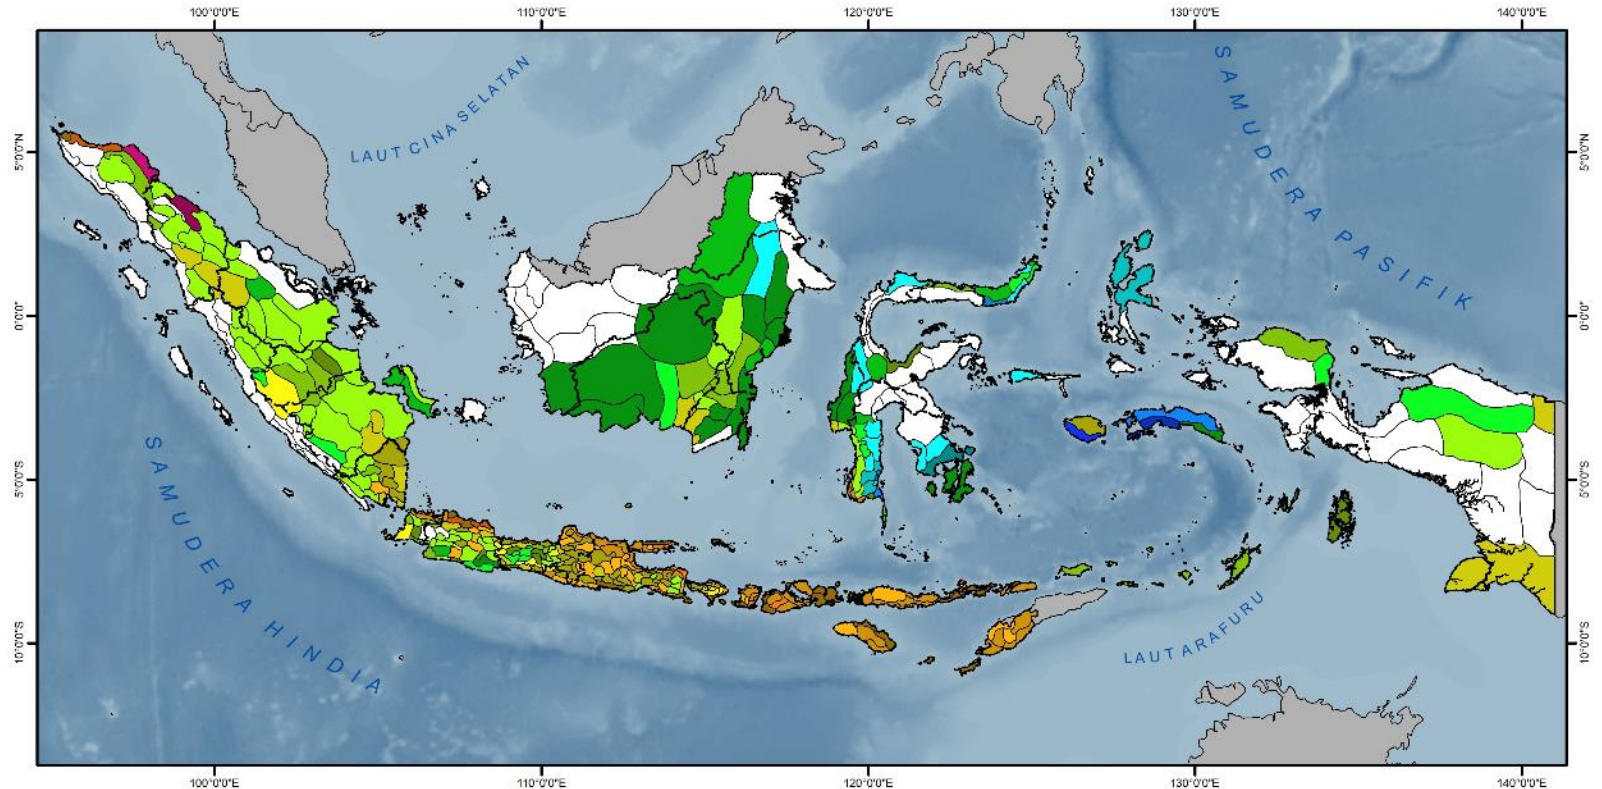 100°0'0"E
110°0'0"E
120°0'0"E
130°0'0"E
140°0'0"E
LAUT CINA SELATAN
SAMUDERA PASIFIK
5°0'0"N
5°0'0"N
0°0'0"
0°0'0"
5°0'0"S
5°0'0"S
SAMUDERA HINDIA
LAUT ARAFURU
10°0'0"S
10°0'0"S
100°0'0"E
110°0'0"E
120°0'0"E
130°0'0"E
140°0'0"E